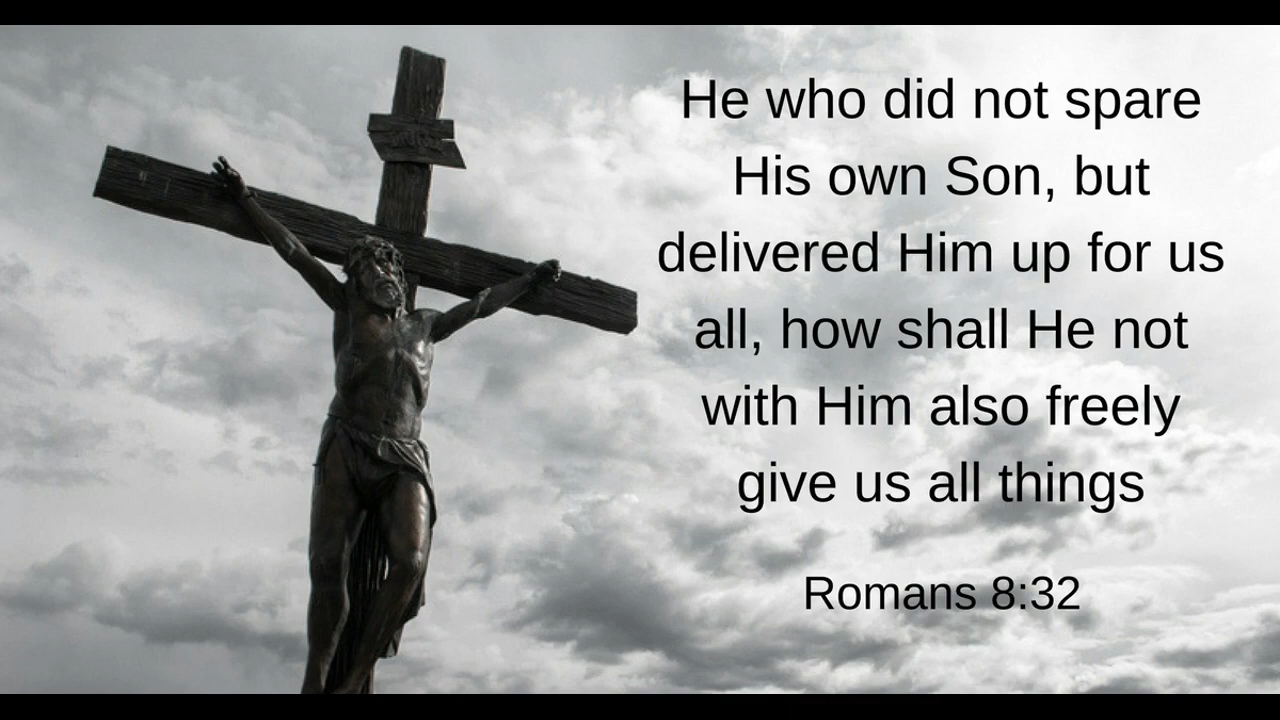 He who did not spare
His own Son, but
delivered Him up for us
all, how shall He not
with Him also freely
give us all things
Romans 8:32